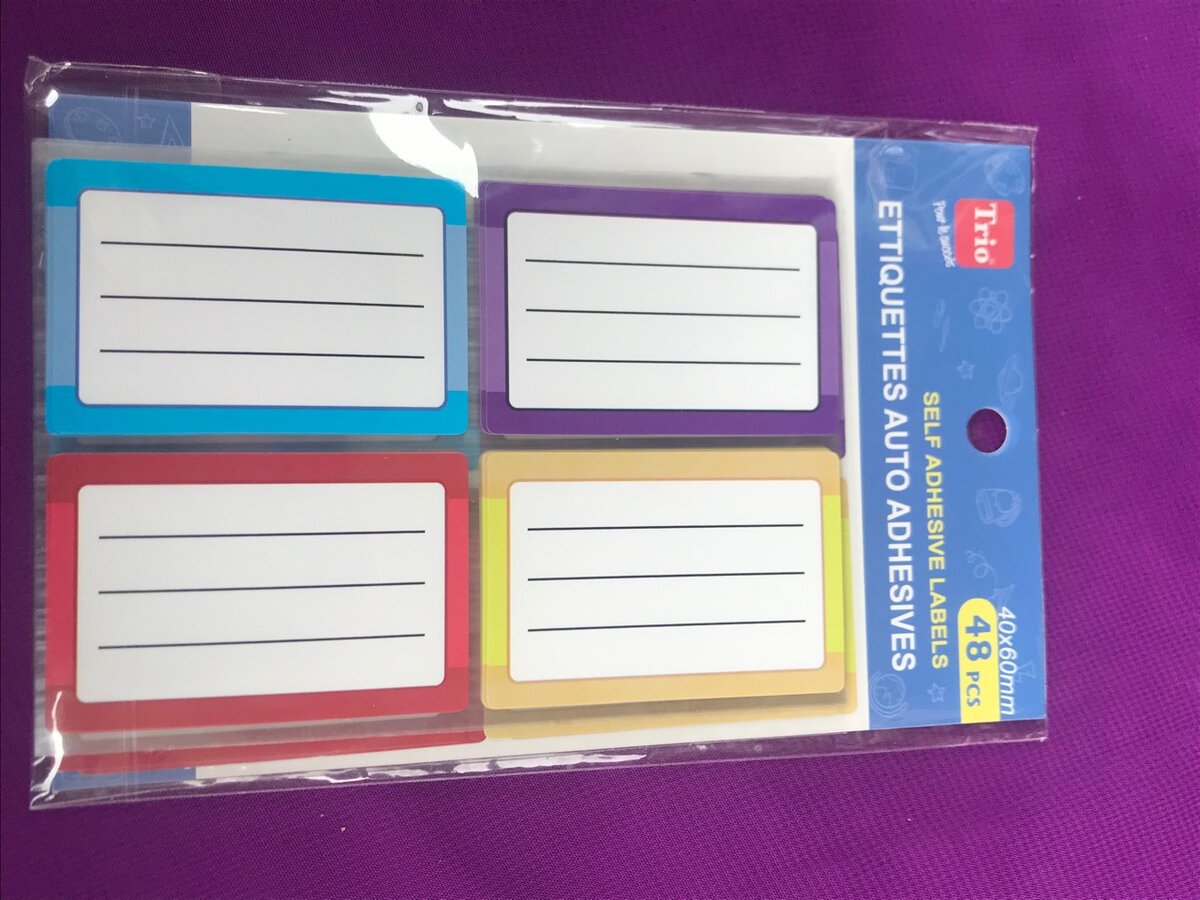 Trio
Pour le succès
ETTIQUETTES AUTO ADHESIVES
SELF ADHESIVE LABELS
40x60mm
48 PCS